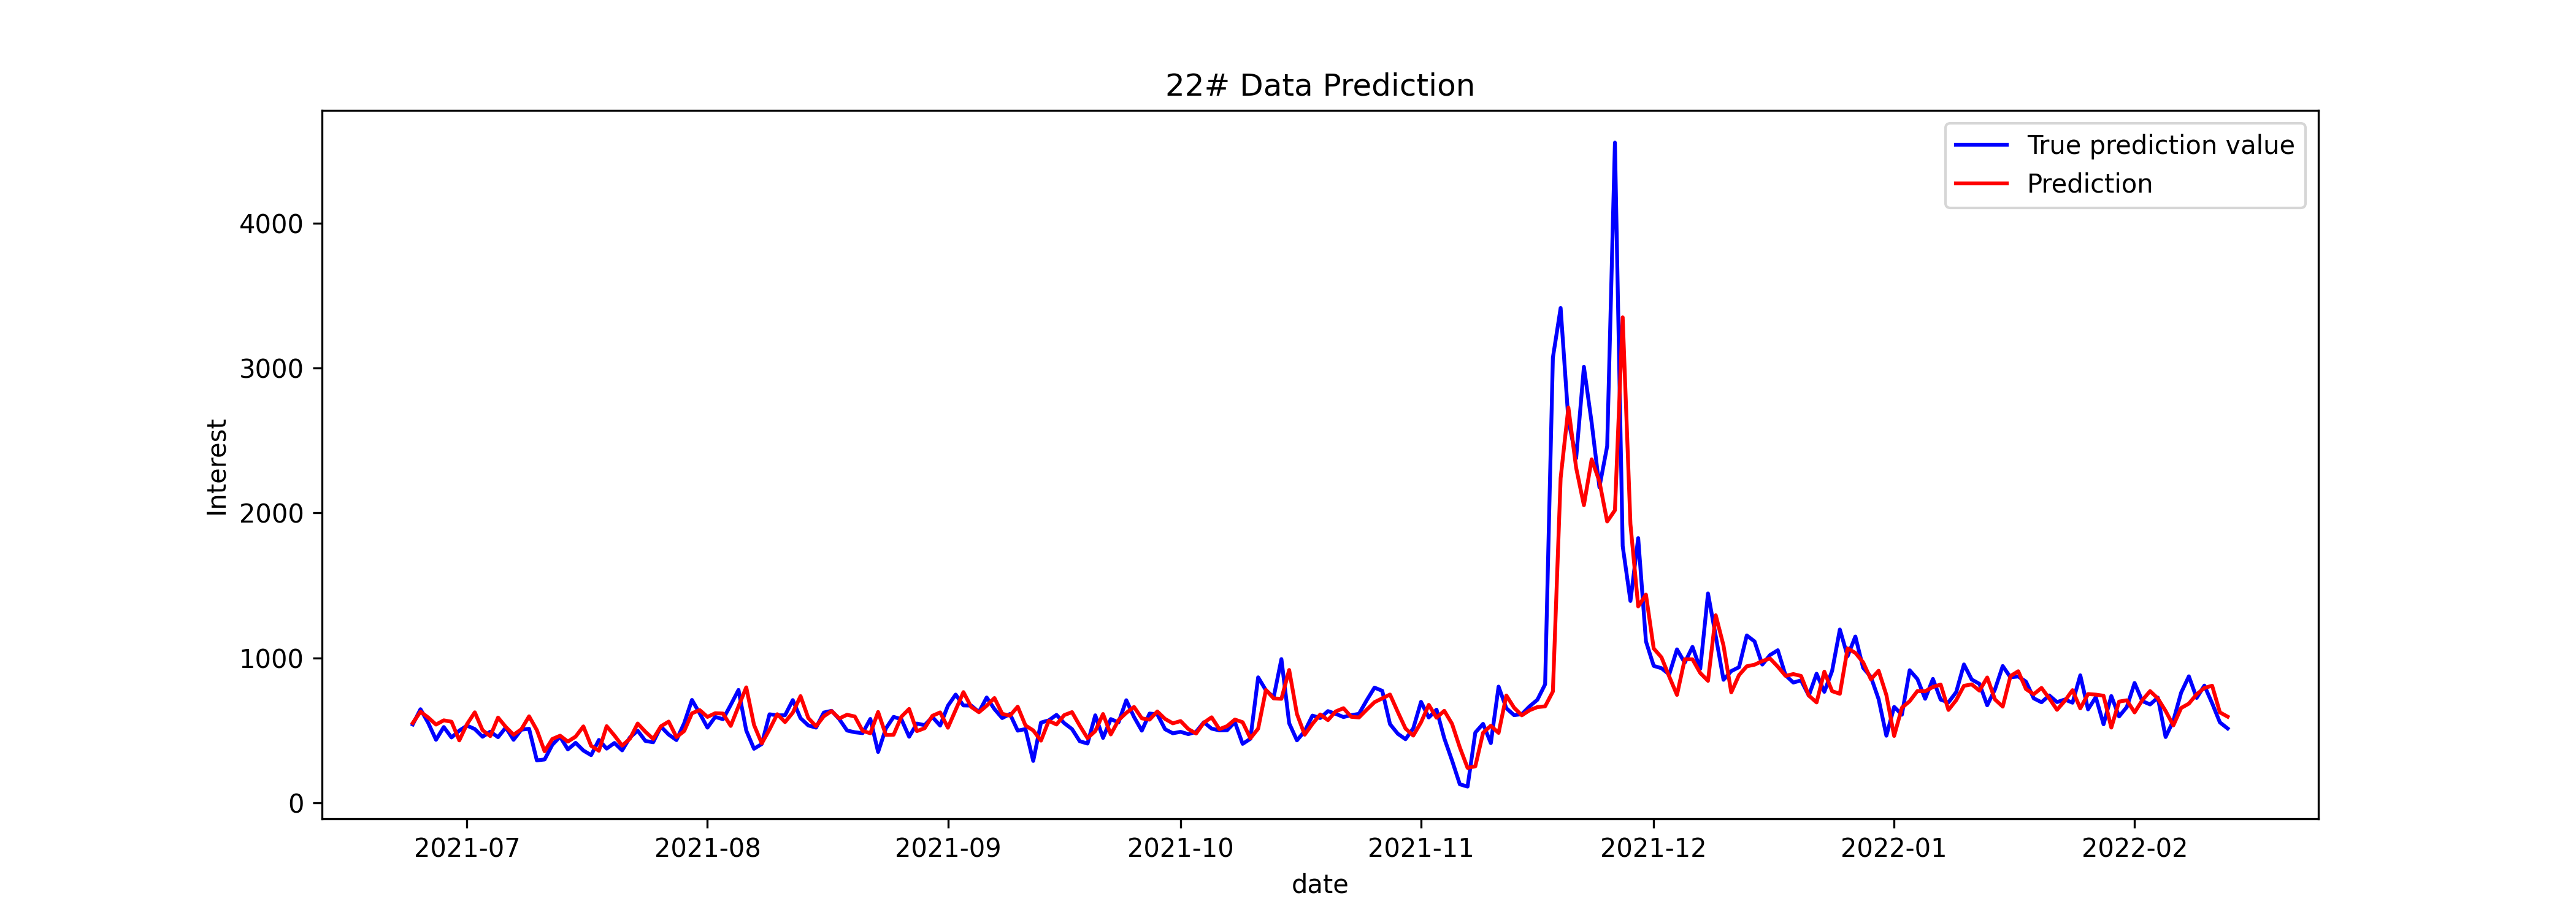 22# Data Prediction
True prediction value
Prediction
4000
3000
2000
1000
0
Interest
2021-07
2021-08
2021-09
2021-10
2021-11
2021-12
2022-01
2022-02
date